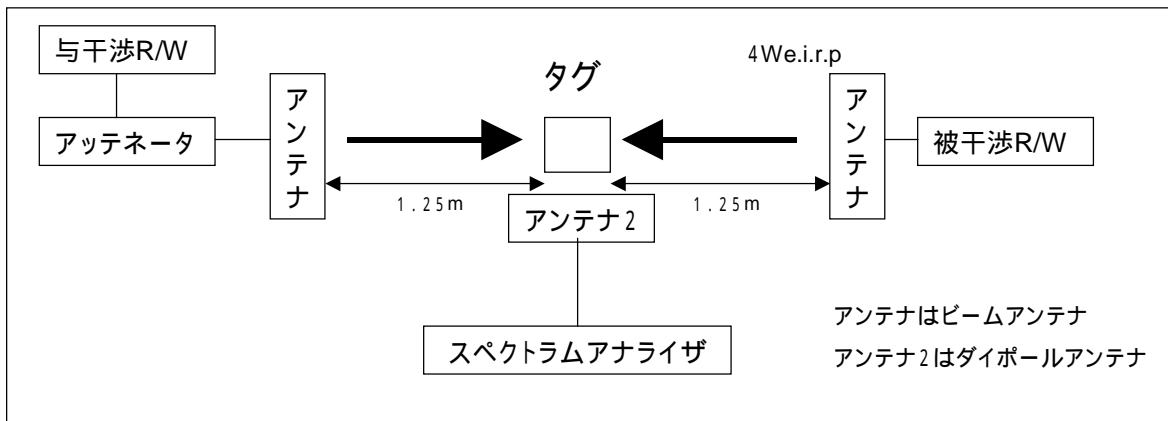 与干渉R/W
アッテネータ
アンテナ
タグ
4We.i.rp
アンテナ
被干渉R/W
1.25m
1.25m
アンテナ2
スペクトラムアナライザ
アンテナはビームアンテナ
アンテナ2はダイポールアンテナ